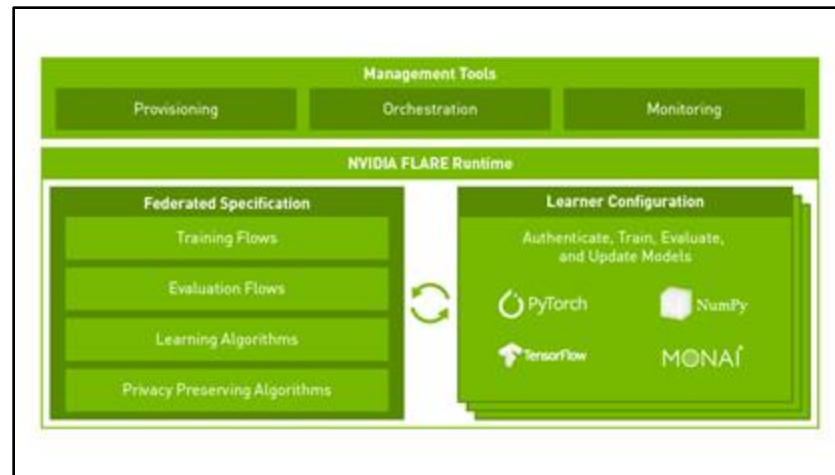 Management Tools
Provisioning
Orchestration
Monitoring
NVIDIA FLARE Runtime
Federated Specification
Training Flows
Evaluation Flows
Learning Algorithms
Privacy Preserving Algorithms
Learner Configuration
Authenticate, Train, Evaluate,
and Update Models
PyTorch
NumPy
TensorFlow
MONAI